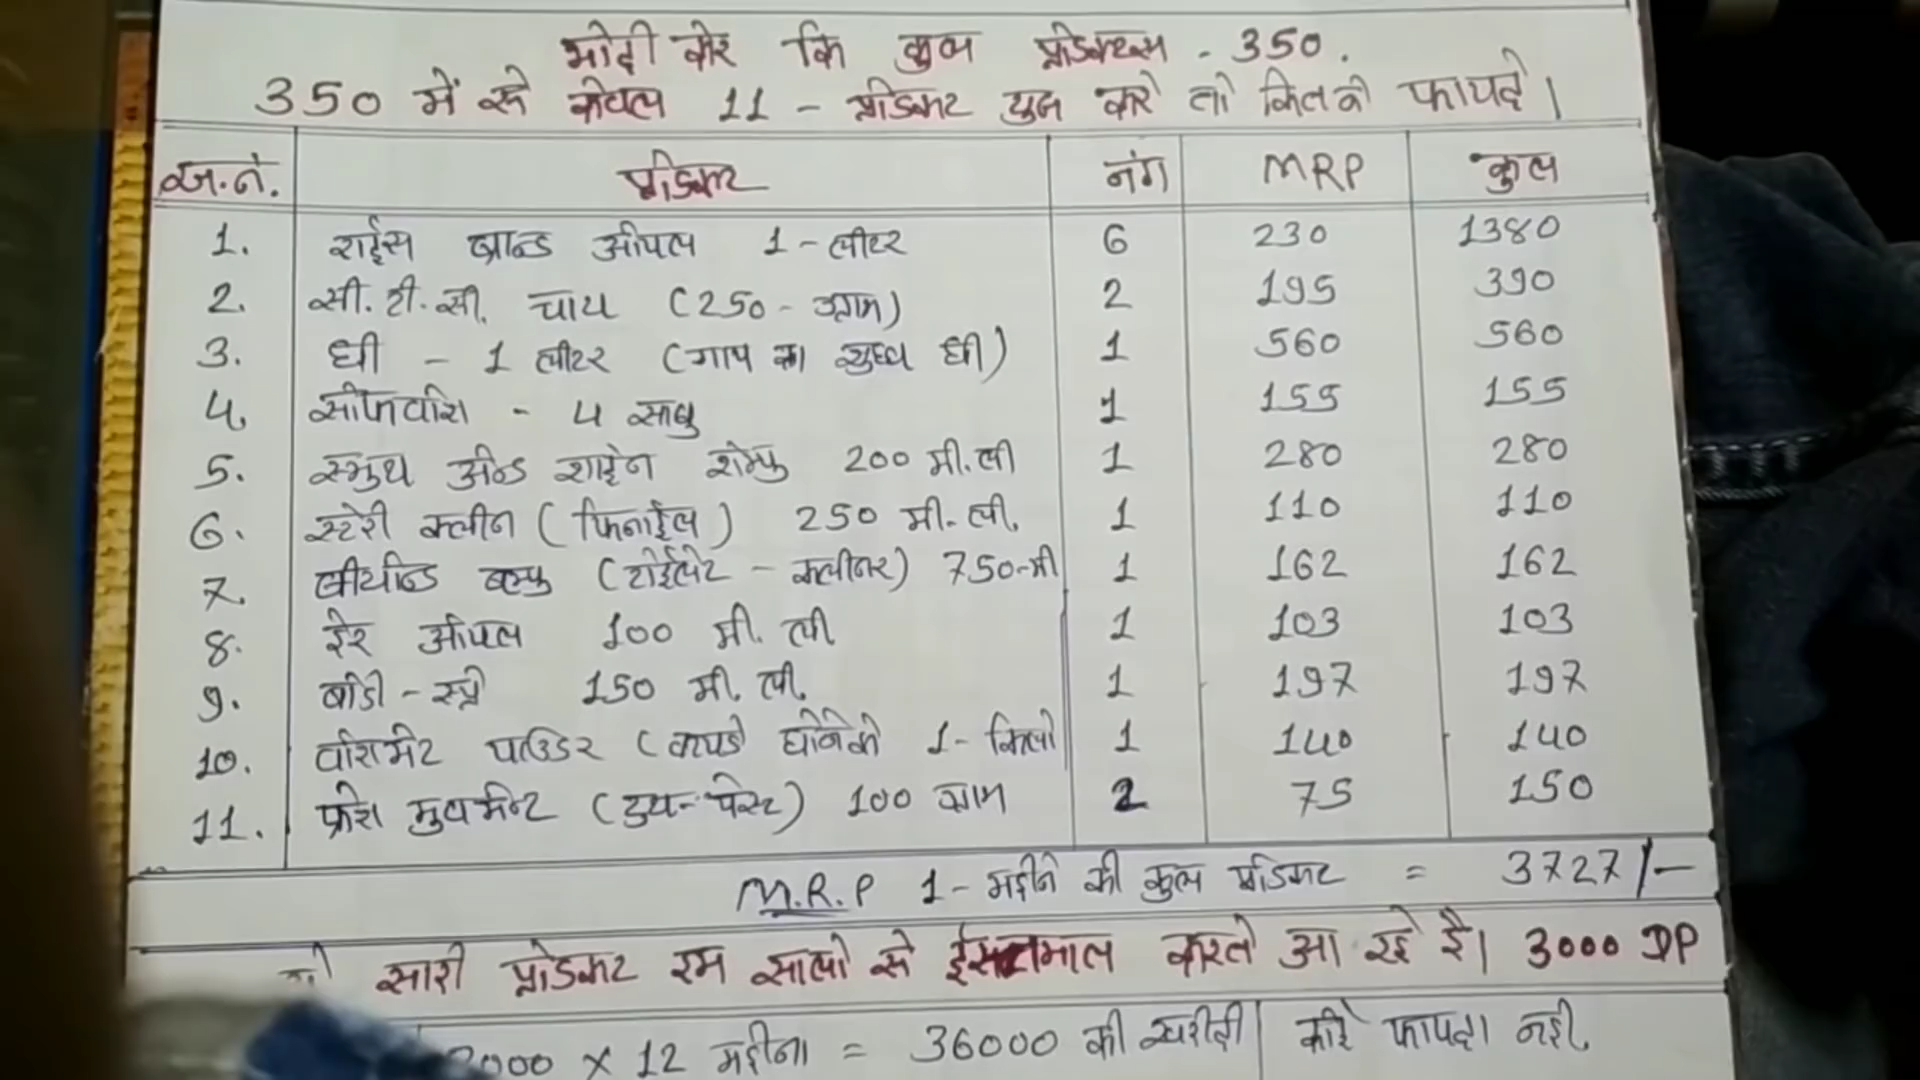 मोदी केर कि कुल प्रोडक्टस - 350.
350 में से केवल 11 - प्रोडक्ट युज करे तो कितने फायदे।
अ.नं. प्रोडक्ट नंग MRP कुल
1. राईस ब्रान्ड ऑयल 1 - लीटर 6 230 1380
2. सी.टी.सी. चाय (250 - ग्राम) 2 195 390
3. घी - 1 लीटर (गाय का शुध्ध घी) 1 560 560
4. सोफवॉश - 4 साबु 1 155 155
5. स्मुथ अॅन्ड शाईन शेम्पु 200 मी.ली 1 280 280
6. स्टेरी क्लीन (फिनाईल) 250 मी.ली. 1 110 110
7. बीयोन्ड ब्ल्यु (टोईलेट - क्लीनर) 750-मी 1 162 162
8. हेर ऑयल 100 मी. ली 1 103 103
9. बोडी - स्प्रे 150 मी. ली. 1 197 197
10. वॉशमेट पाउडर (कपडे धोनेको 1 - किलो 1 140 140
11. फ्रेश मुवमेन्ट (टुथ-पेस्ट) 100 ग्राम 2 75 150
M.R.P 1 - महीने की कुल प्रोडक्ट = 3727/-
सारी प्रोडक्ट हम सालो से ईस्तमाल करते आ रहे है। 3000 DP
000 x 12 महीना = 36000 की खरीदी कोई फायदा नही.